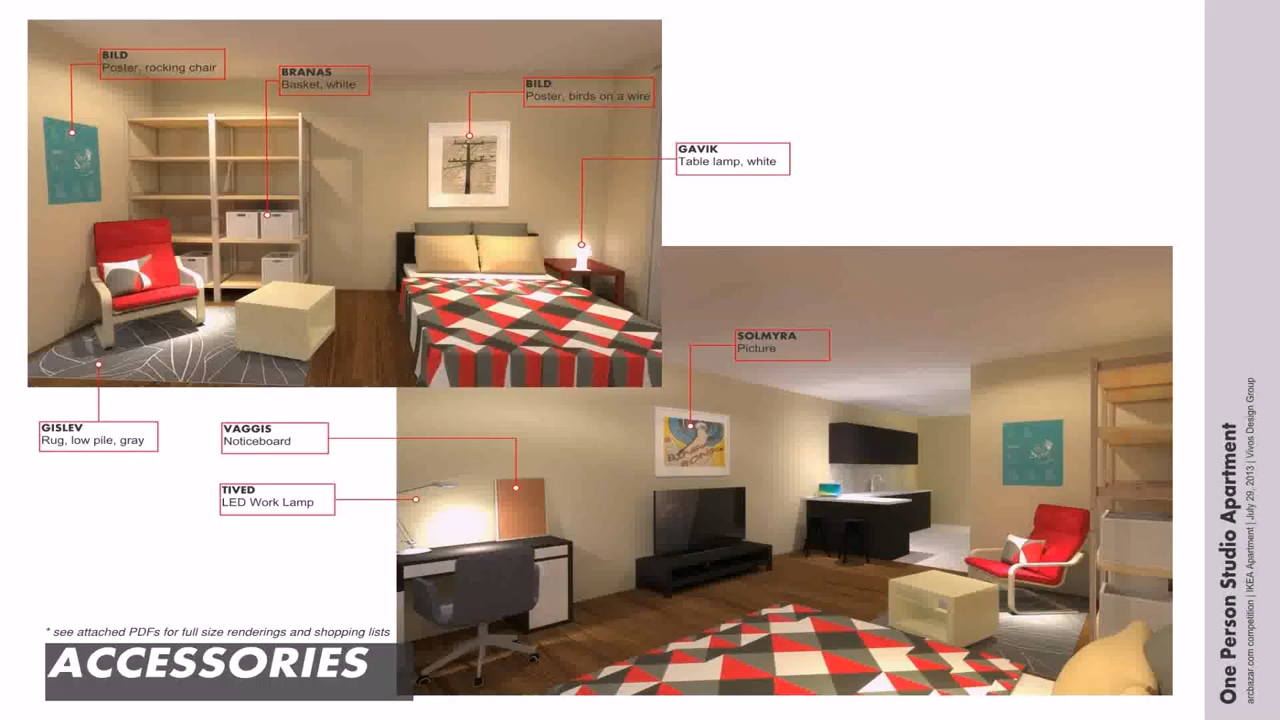 BILD
Poster, rocking chair
BRANAS
Basket, white
BILD
Poster, birds on a wire
GAVIK
Table lamp, white
SOLMYRA
Picture
GISLEV
Rug, low pile, gray
VAGGIS
Noticeboard
TIVED
LED Work Lamp
* see attached PDFs for full size renderings and shopping lists
ACCESSORIES
One Person Studio Apartment
arcbazar.com competition | IKEA Apartment | July 29, 2013 | Vivos Design Group